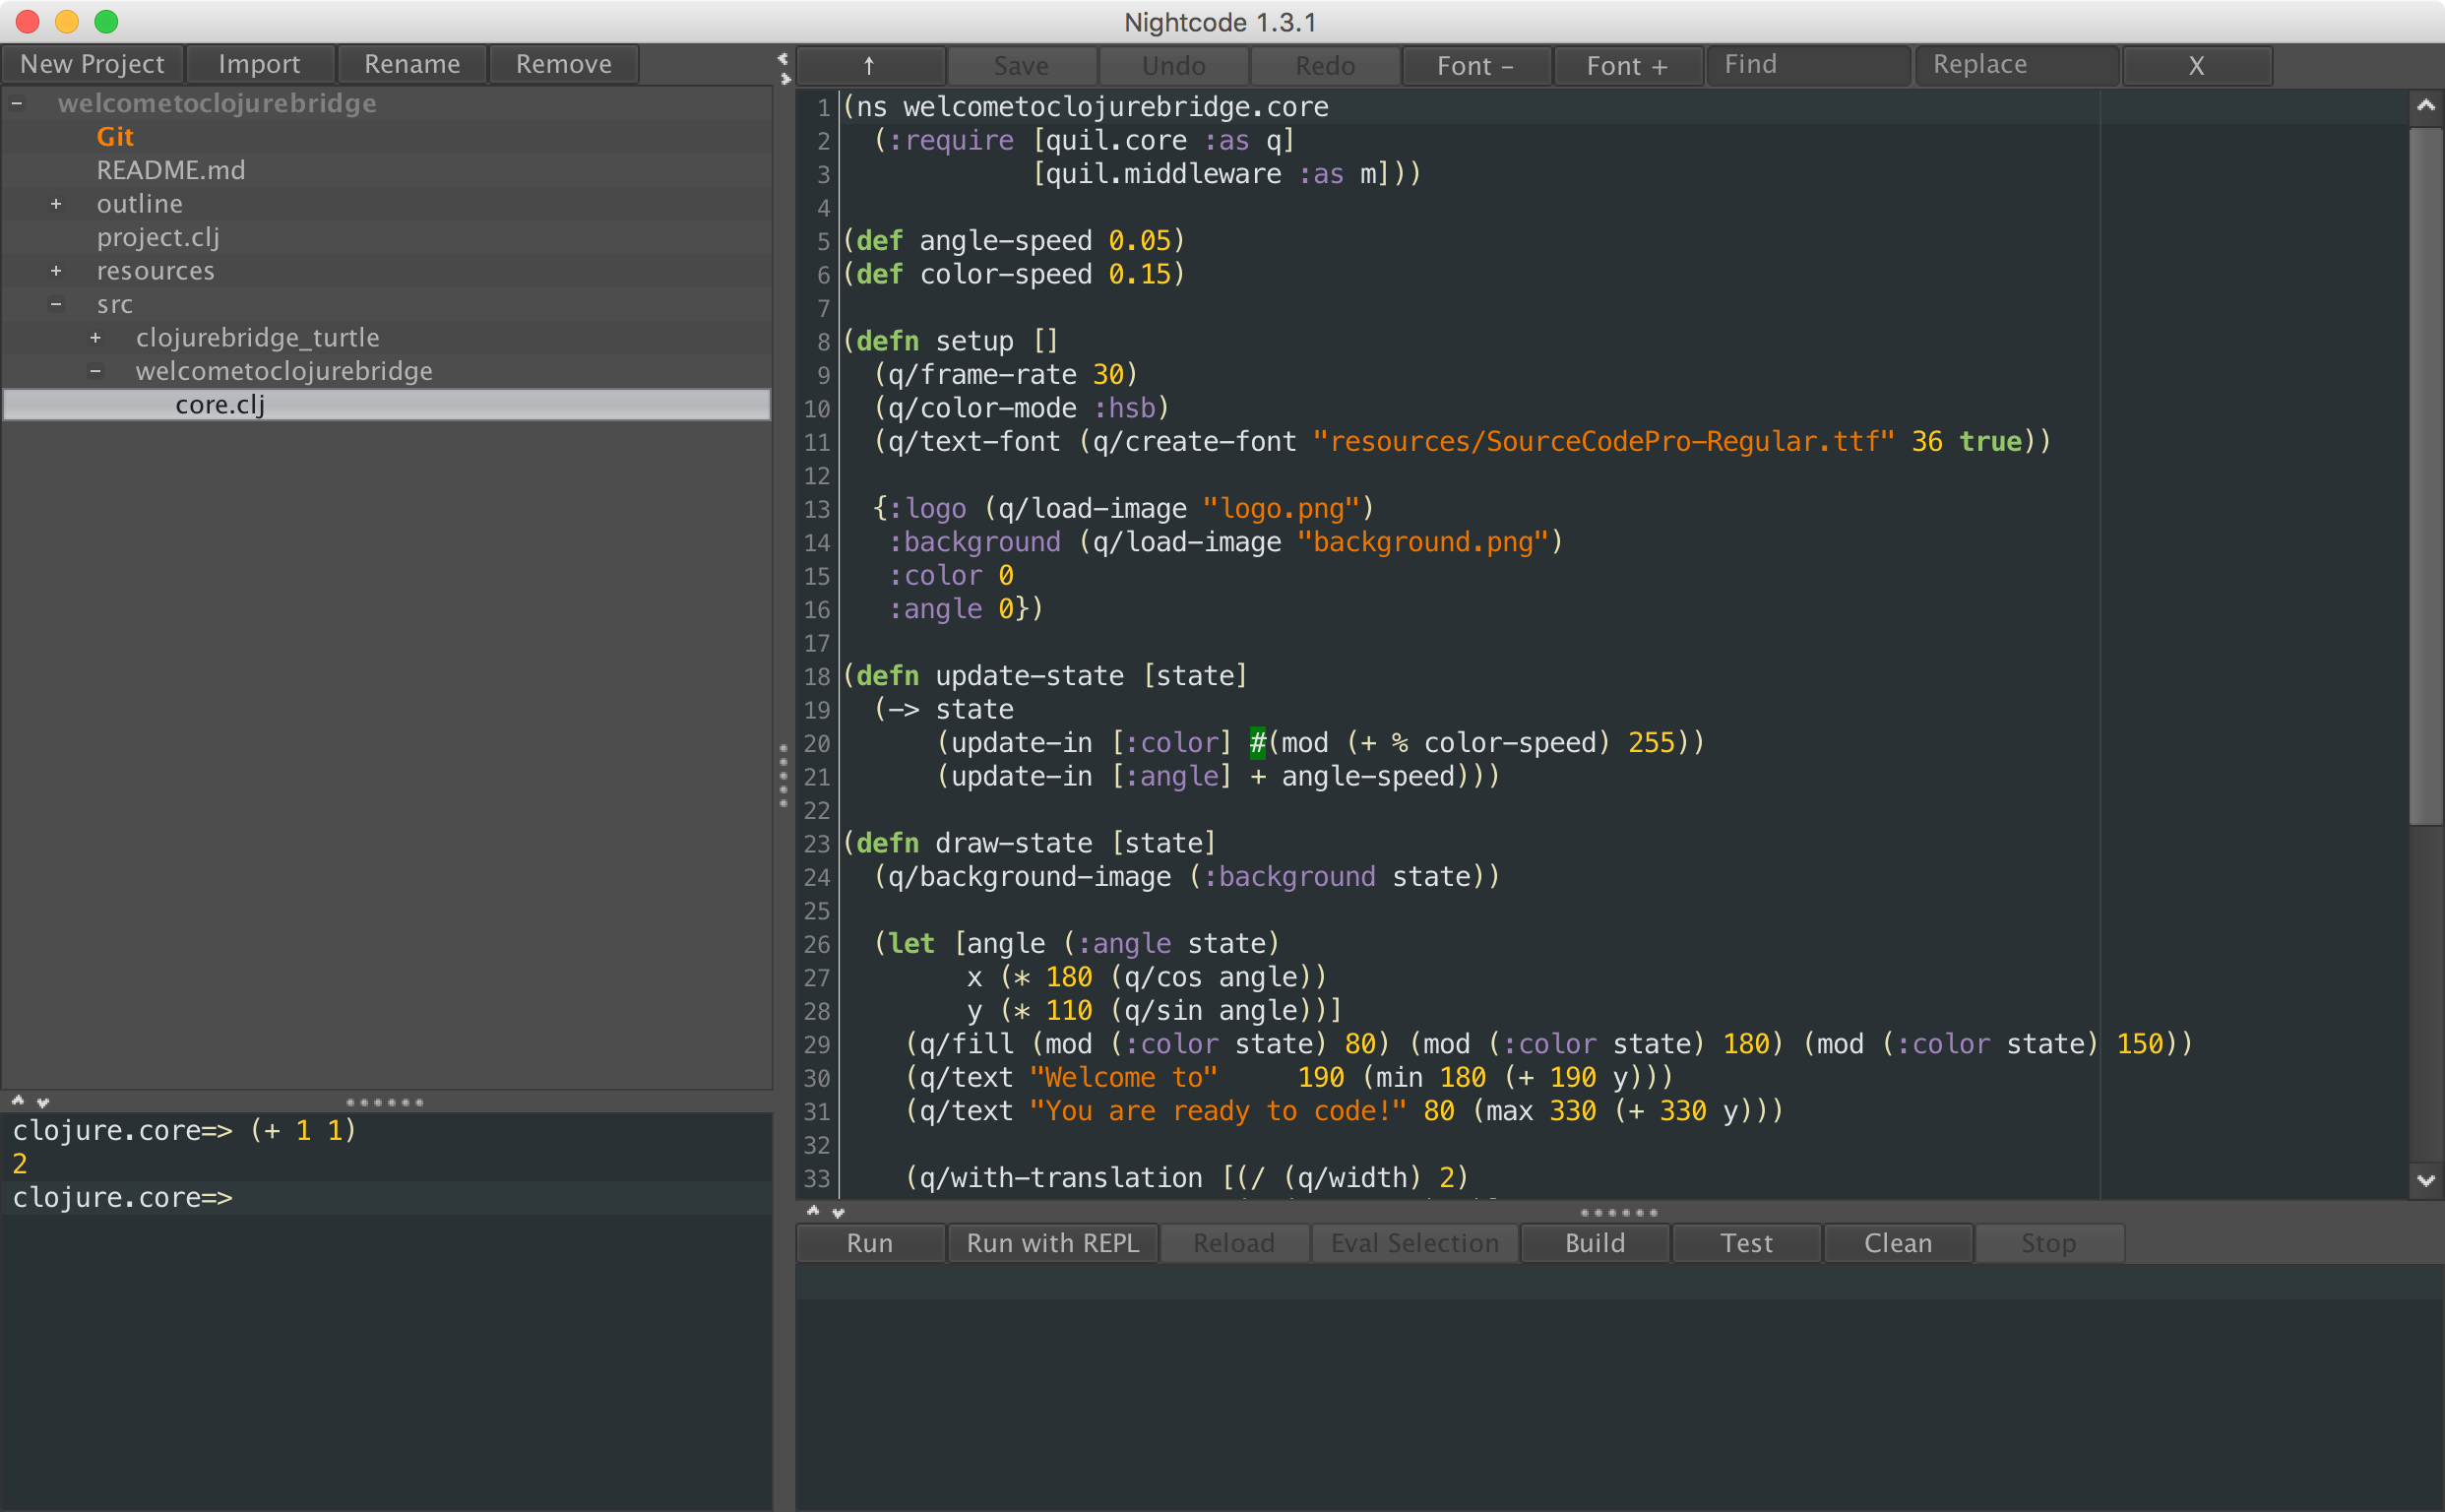 Nightcode 1.3.1
New Project Import Rename Remove
↑ Save Undo Redo Font - Font + Find Replace X
- welcometoclojurebridge
Git
README.md
+ outline
project.clj
+ resources
- src
+ clojurebridge_turtle
- welcometoclojurebridge
core.clj
1 (ns welcometoclojurebridge.core
2   (:require [quil.core :as q]
3             [quil.middleware :as m]))
4
5 (def angle-speed 0.05)
6 (def color-speed 0.15)
7
8 (defn setup []
9   (q/frame-rate 30)
10   (q/color-mode :hsb)
11   (q/text-font (q/create-font "resources/SourceCodePro-Regular.ttf" 36 true))
12
13   {:logo (q/load-image "logo.png")
14    :background (q/load-image "background.png")
15    :color 0
16    :angle 0})
17
18 (defn update-state [state]
19   (-> state
20       (update-in [:color] #(mod (+ % color-speed) 255))
21       (update-in [:angle] + angle-speed)))
22
23 (defn draw-state [state]
24   (q/background-image (:background state))
25
26   (let [angle (:angle state)
27         x (* 180 (q/cos angle))
28         y (* 110 (q/sin angle))]
29     (q/fill (mod (:color state) 80) (mod (:color state) 180) (mod (:color state) 150))
30     (q/text "Welcome to"     190 (min 180 (+ 190 y)))
31     (q/text "You are ready to code!" 80 (max 330 (+ 330 y)))
32
33     (q/with-translation [(/ (q/width) 2)
clojure.core=> (+ 1 1)
2
clojure.core=>
Run Run with REPL Reload Eval Selection Build Test Clean Stop